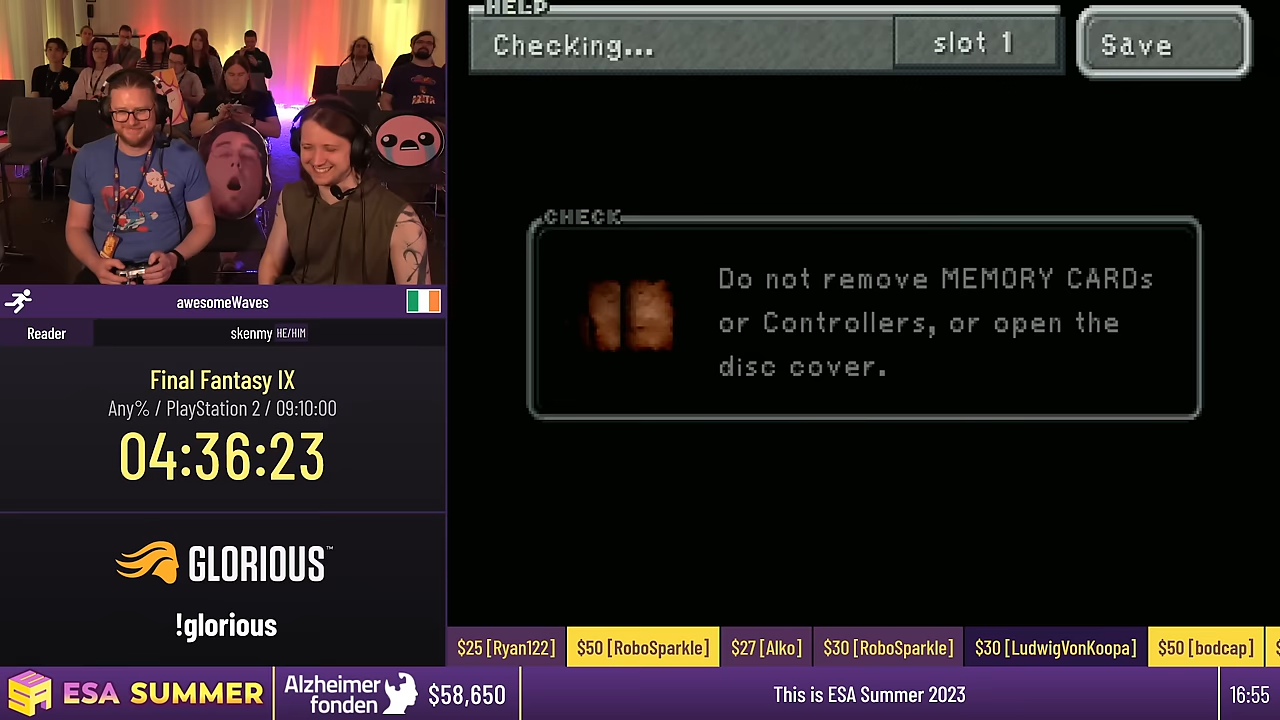 HELP
Checking...
slot 1
Save
CHECK
Do not remove MEMORY CARDs
or Controllers, or open the
disc cover.
awesomeWaves
Reader
skenmy HE/HIM
Final Fantasy IX
Any% / PlayStation 2 / 09:10:00
04:36:23
GLORIOUS™
!glorious
$25 [Ryan122]
$50 [RoboSparkle]
$27 [Alko]
$30 [RoboSparkle]
$30 [LudwigVonKoopa]
$50 [bodcap]
ESA SUMMER
Alzheimer
fonden
$58,650
This is ESA Summer 2023
16:55